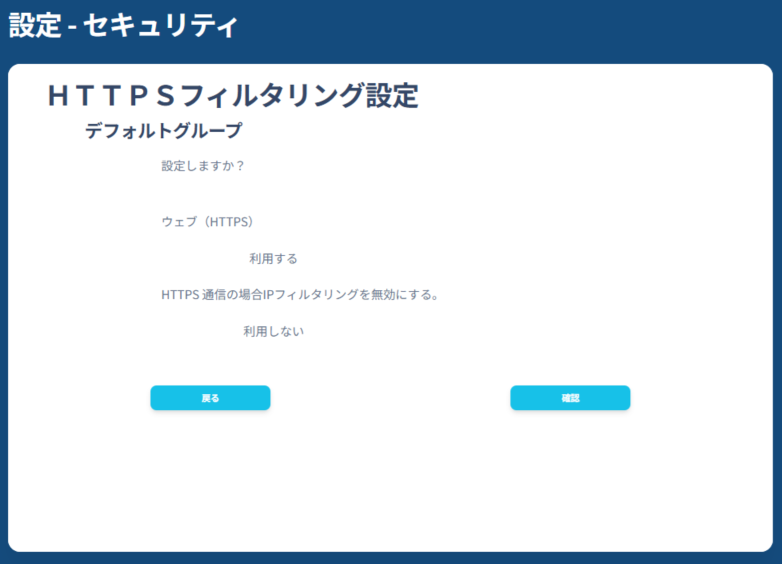 設定 - セキュリティ
ＨＴＴＰＳフィルタリング設定
デフォルトグループ
設定しますか？
ウェブ（HTTPS）
利用する
HTTPS 通信の場合IPフィルタリングを無効にする。
利用しない
戻る
確認